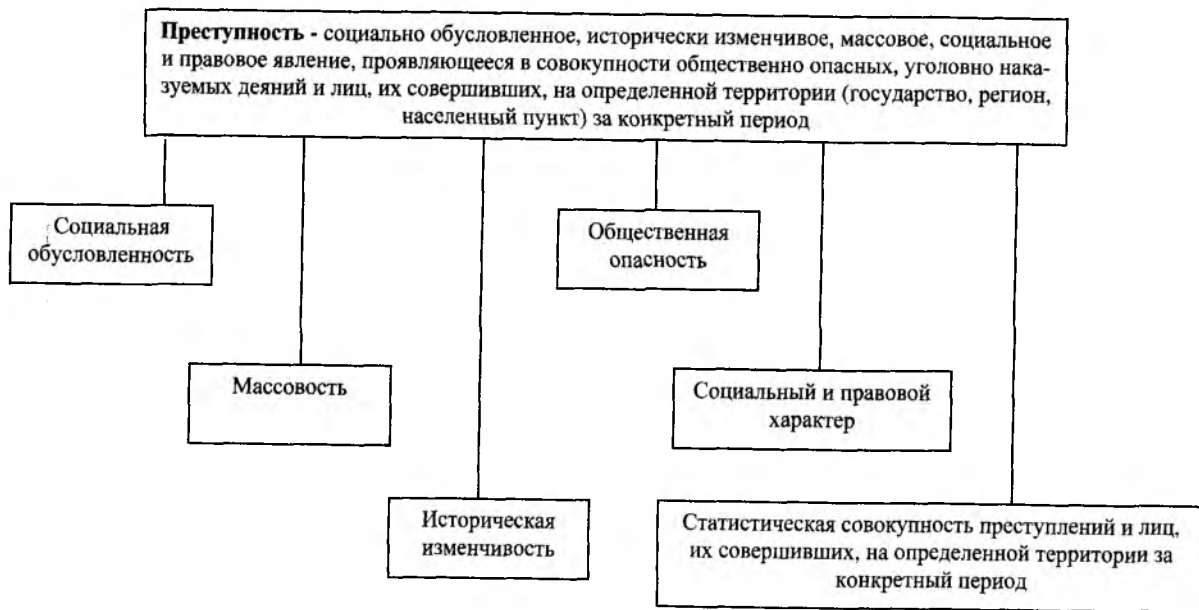 Преступность - социально обусловленное, исторически изменчивое, массовое, социальное
и правовое явление, проявляющееся в совокупности общественно опасных, уголовно нака-
зуемых деяний и лиц, их совершивших, на определенной территории (государство, регион,
населенный пункт) за конкретный период
Социальная
обусловленность
Общественная
опасность
Массовость
Социальный и правовой
характер
Историческая
изменчивость
Статистическая совокупность преступлений и лиц,
их совершивших, на определенной территории за
конкретный период